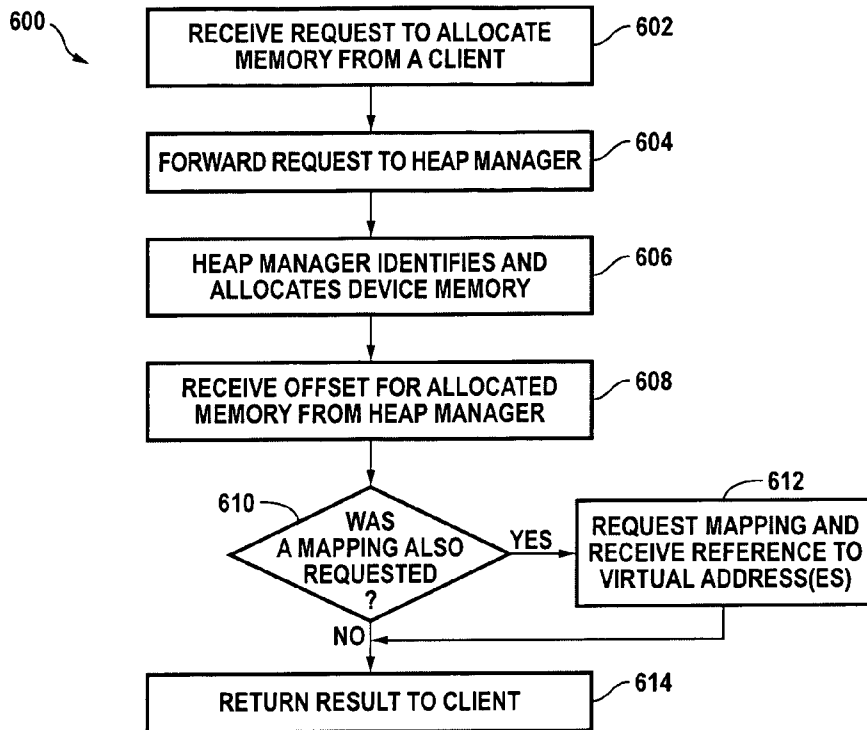 600
RECEIVE REQUEST TO ALLOCATE
MEMORY FROM A CLIENT
602
FORWARD REQUEST TO HEAP MANAGER
604
HEAP MANAGER IDENTIFIES AND
ALLOCATES DEVICE MEMORY
606
RECEIVE OFFSET FOR ALLOCATED
MEMORY FROM HEAP MANAGER
608
610
WAS
A MAPPING ALSO
REQUESTED
?
YES
612
REQUEST MAPPING AND
RECEIVE REFERENCE TO
VIRTUAL ADDRESS(ES)
NO
RETURN RESULT TO CLIENT
614